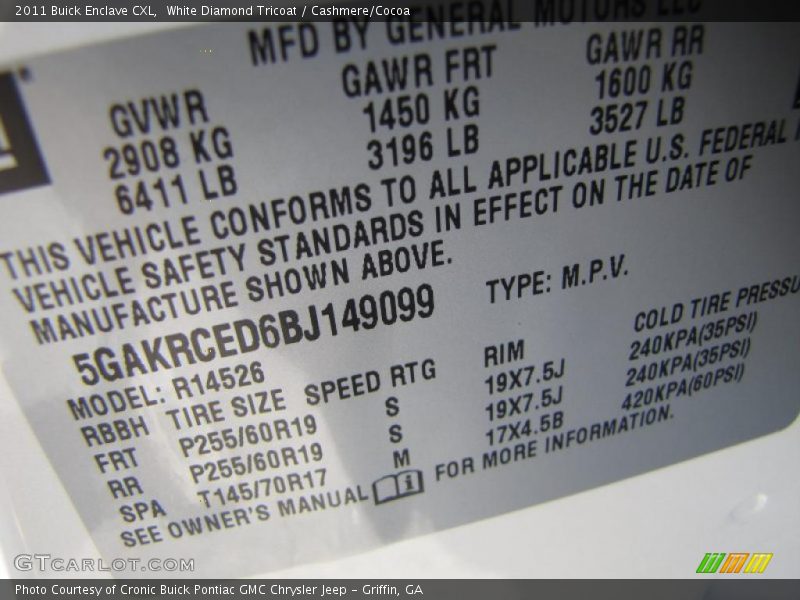 2011 Buick Enclave CXL, White Diamond Tricoat / Cashmere/Cocoa
MFD BY GENERAL MOTORS LLC
GVWR GAWR FRT GAWR RR
2908 KG 1450 KG 1600 KG
6411 LB 3196 LB 3527 LB
THIS VEHICLE CONFORMS TO ALL APPLICABLE U.S. FEDERAL
VEHICLE SAFETY STANDARDS IN EFFECT ON THE DATE OF
MANUFACTURE SHOWN ABOVE.
5GAKRCED6BJ149099 TYPE: M.P.V.
MODEL: R14526
RBBH TIRE SIZE SPEED RTG RIM COLD TIRE PRESSU
FRT P255/60R19 S 19X7.5J 240KPA(35PSI)
RR P255/60R19 S 19X7.5J 240KPA(35PSI)
SPA T145/70R17 M 17X4.5B 420KPA(60PSI)
SEE OWNER'S MANUAL FOR MORE INFORMATION.
GTCARLOT.COM
Photo Courtesy of Cronic Buick Pontiac GMC Chrysler Jeep - Griffin, GA